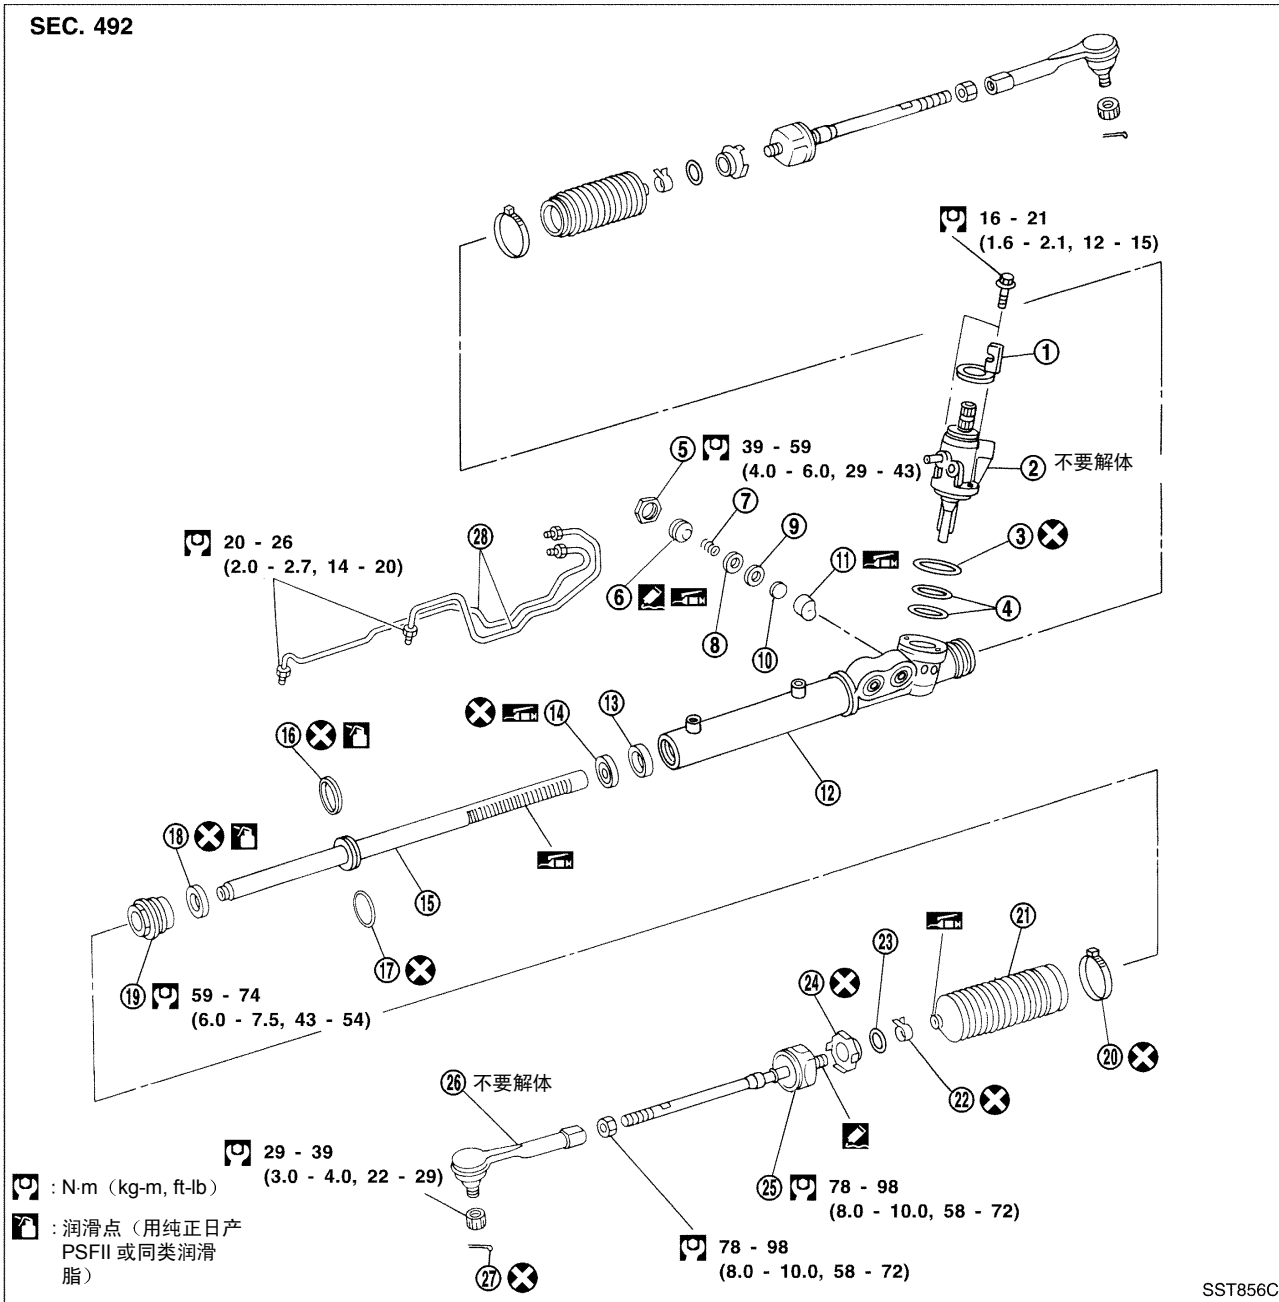 SEC. 492
16 - 21
(1.6 - 2.1, 12 - 15)
1
5
39 - 59
(4.0 - 6.0, 29 - 43)
2 不要解体
7
28
20 - 26
(2.0 - 2.7, 14 - 20)
9
3
11
6
4
8
10
14
13
16
12
18
15
21
23
17
24
19
59 - 74
(6.0 - 7.5, 43 - 54)
20
26 不要解体
22
29 - 39
(3.0 - 4.0, 22 - 29)
: N·m（kg-m, ft-lb）
25
78 - 98
(8.0 - 10.0, 58 - 72)
: 润滑点（用纯正日产
PSFII 或同类润滑
脂）
78 - 98
(8.0 - 10.0, 58 - 72)
27
SST856C